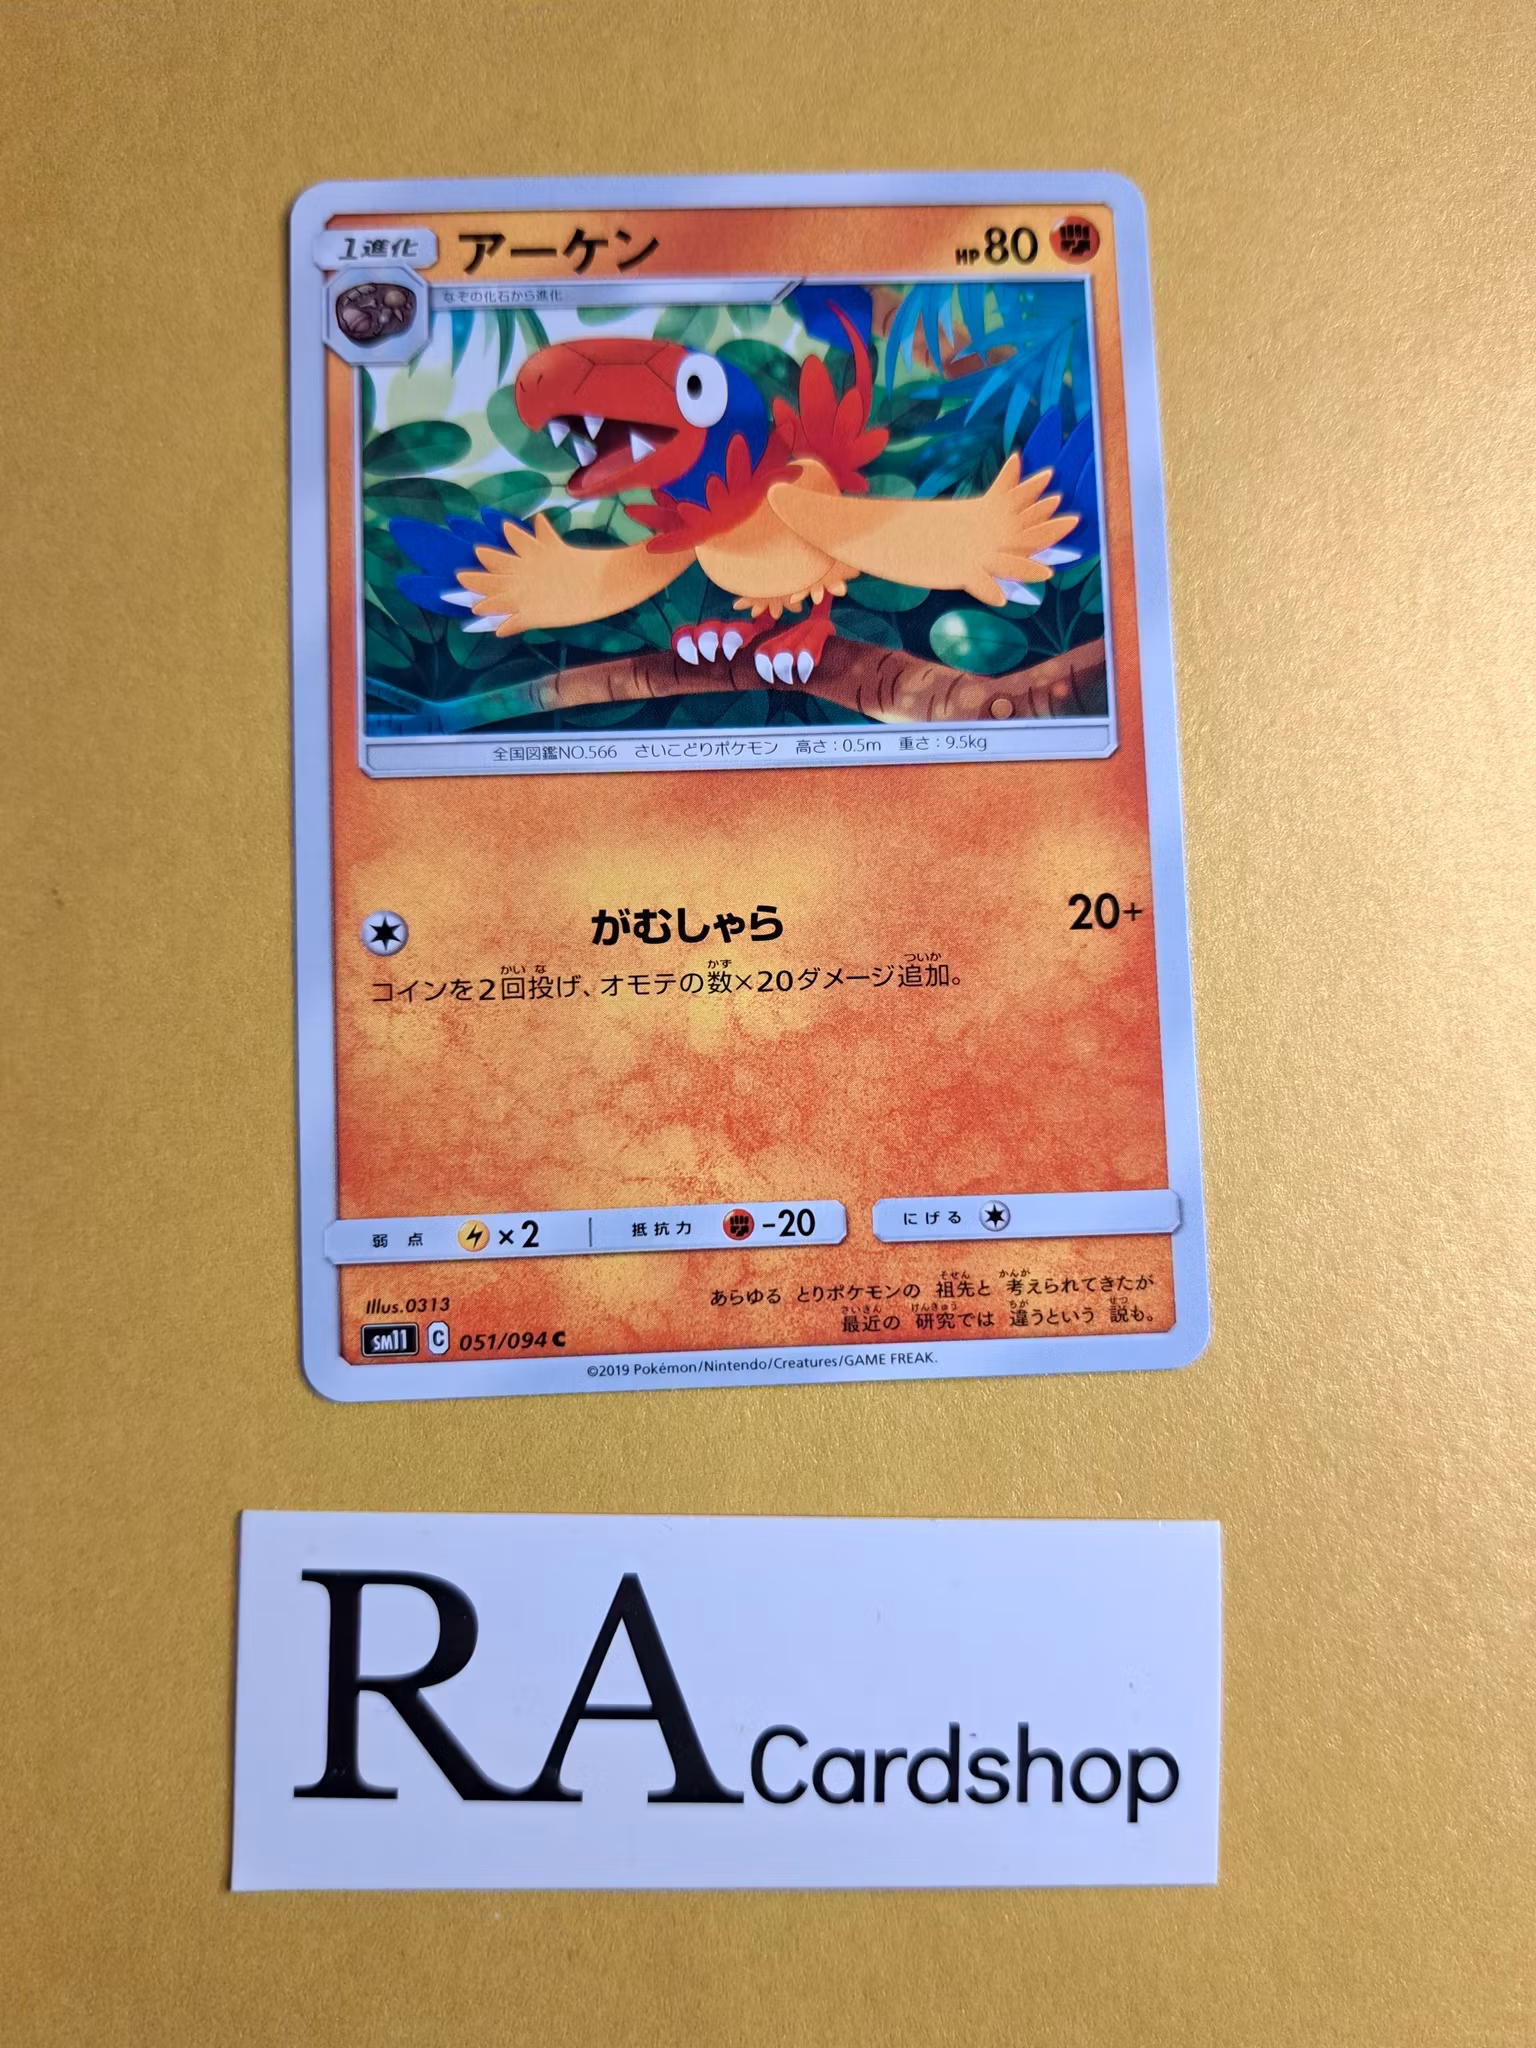 1進化 アーケン HP80
なぞの化石から進化
全国図鑑NO.566 さいこどりポケモン 高さ:0.5m 重さ:9.5kg
がむしゃら 20+
コインを2回投げ、オモテの数×20ダメージ追加。
弱点 ×2 抵抗力 -20 にげる
Illus.0313
あらゆる とりポケモンの 祖先と 考えられてきたが
最近の 研究では 違うという 説も。
SM11 C 051/094 C
©2019 Pokémon/Nintendo/Creatures/GAME FREAK.
RA Cardshop